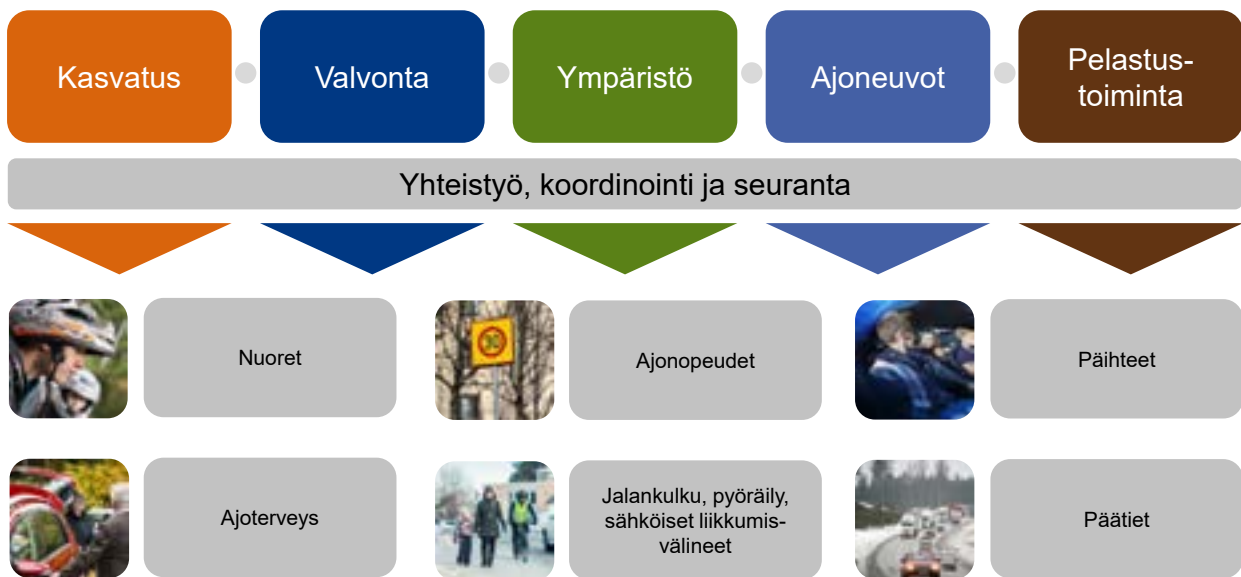 Kasvatus
Valvonta
Ympäristö
Ajoneuvot
Pelastus-
toiminta
Yhteistyö, koordinointi ja seuranta
Nuoret
Ajonopeudet
Päihteet
Ajoterveys
Jalankulku, pyöräily,
sähköiset liikkumis-
välineet
Päätiet